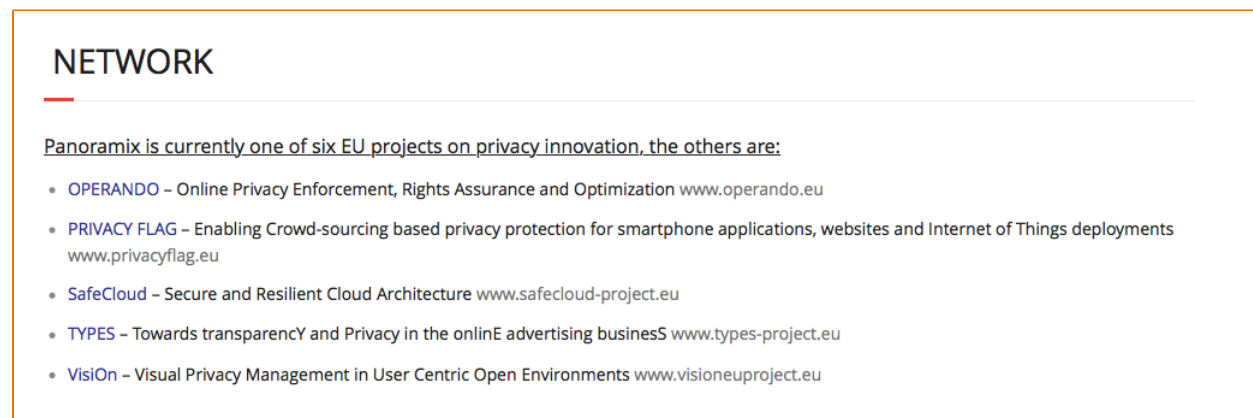 NETWORK
Panoramix is currently one of six EU projects on privacy innovation, the others are:
OPERANDO – Online Privacy Enforcement, Rights Assurance and Optimization www.operando.eu
PRIVACY FLAG – Enabling Crowd-sourcing based privacy protection for smartphone applications, websites and Internet of Things deployments
www.privacyflag.eu
SafeCloud – Secure and Resilient Cloud Architecture www.safecloud-project.eu
TYPES – Towards transparencY and Privacy in the onlinE advertising businesS www.types-project.eu
VisiOn – Visual Privacy Management in User Centric Open Environments www.visioneuproject.eu